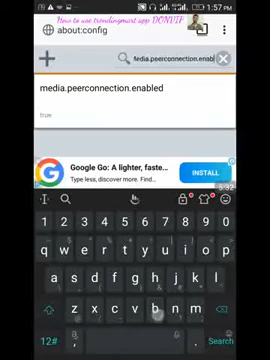 1:57 PM
How to use trendingmart app DONVIP
about:config
media.peerconnection.enabl
media.peerconnection.enabled
true
Google Go: A lighter, faste...
Type less, discover more. Find...
INSTALL
5:32
1 2 3 4 5 6 7 8 9 0
q w e r t y u i o p
a s d f g h j k l
z x c v b n m
12# , . Search